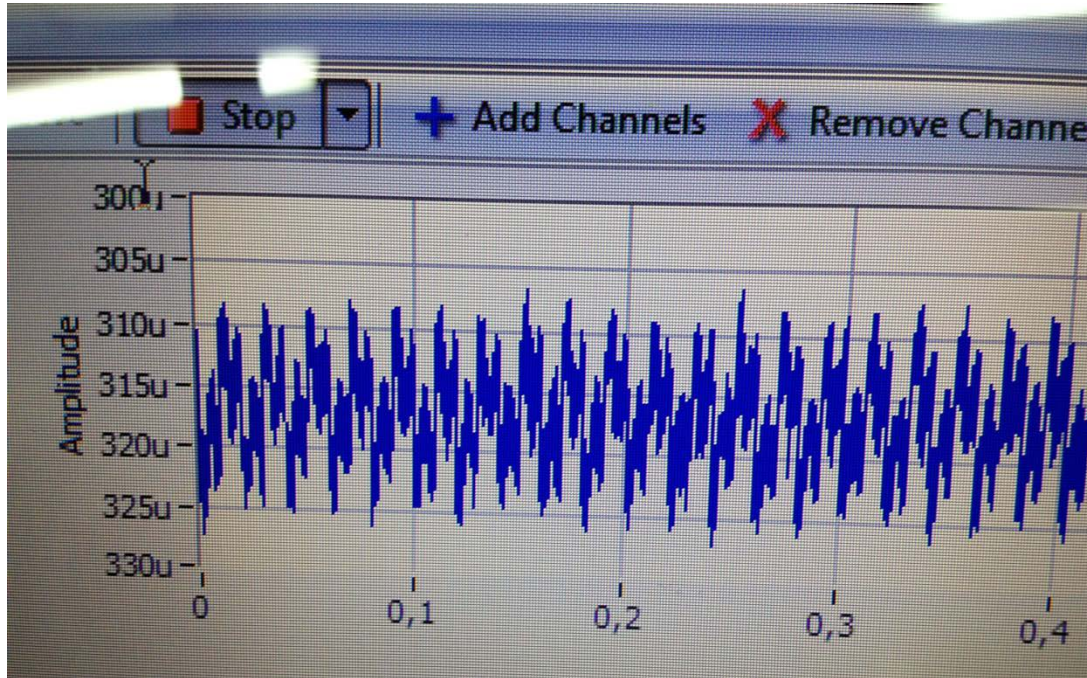 Stop Add Channels Remove Channe
300u
305u
310u
315u
320u
325u
330u
Amplitude
0 0,1 0,2 0,3 0,4